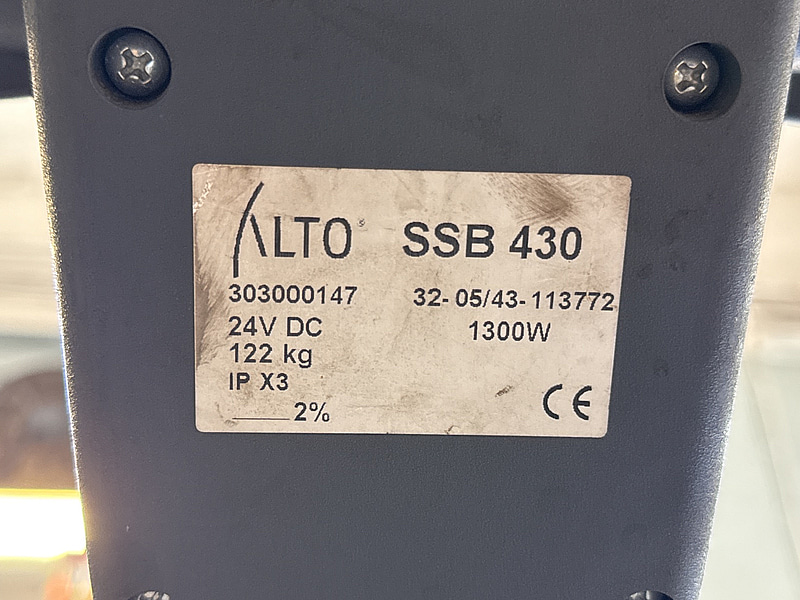 ALTO SSB 430
303000147 32- 05/43- 113772
24V DC 1300W
122 kg
IP X3
2% CE